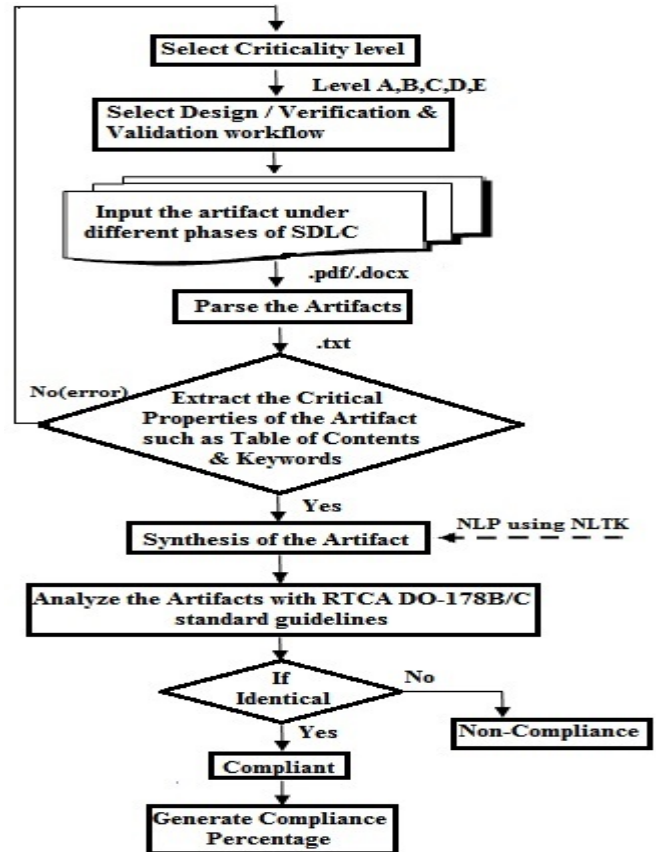 Select Criticality level
Level A,B,C,D,E
Select Design / Verification &
Validation workflow
Input the artifact under
different phases of SDLC
.pdf/.docx
Parse the Artifacts
.txt
No(error)
Extract the Critical
Properties of the Artifact
such as Table of Contents
& Keywords
Yes
Synthesis of the Artifact
NLP using NLTK
Analyze the Artifacts with RTCA DO-178B/C
standard guidelines
If
Identical
No
Yes
Non-Compliance
Compliant
Generate Compliance
Percentage